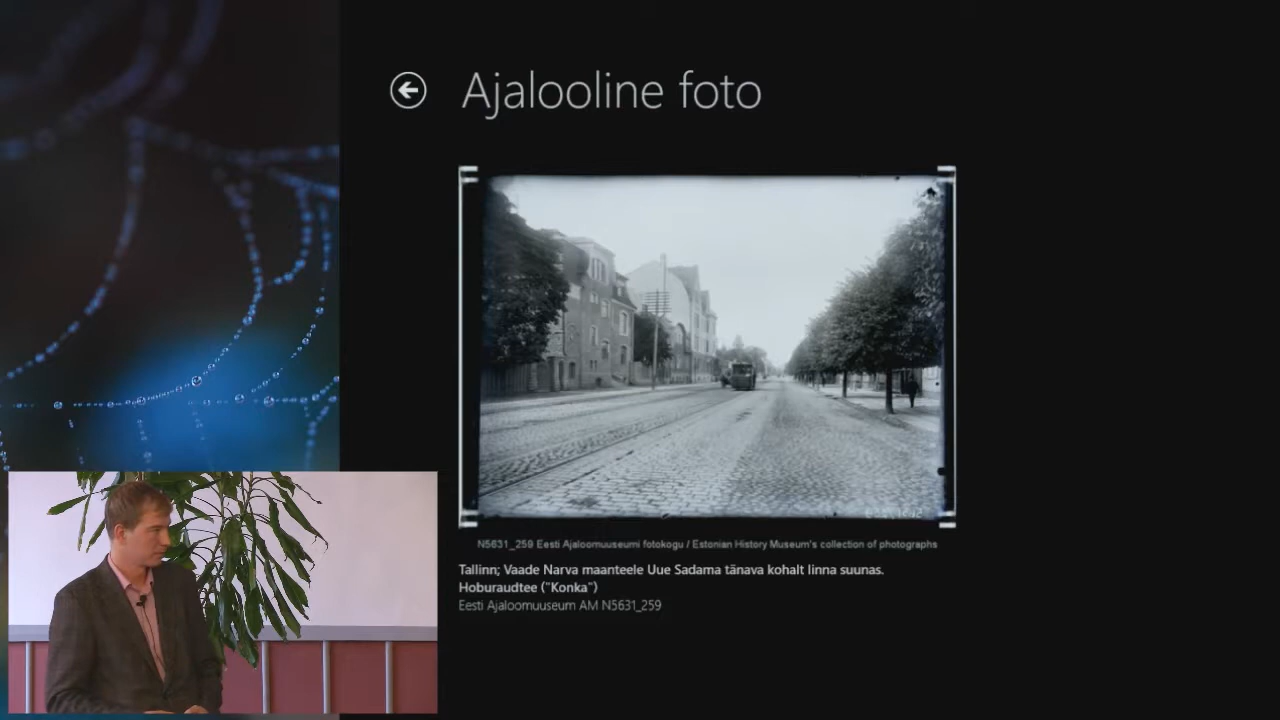 Ajalooline foto
N5631_259 Eesti Ajaloomuuseumi fotokogu / Estonian History Museum's collection of photographs
Tallinn; Vaade Narva maanteele Uue Sadama tänava kohalt linna suunas.
Hoburaudtee ("Konka")
Eesti Ajaloomuuseum AM N5631_259